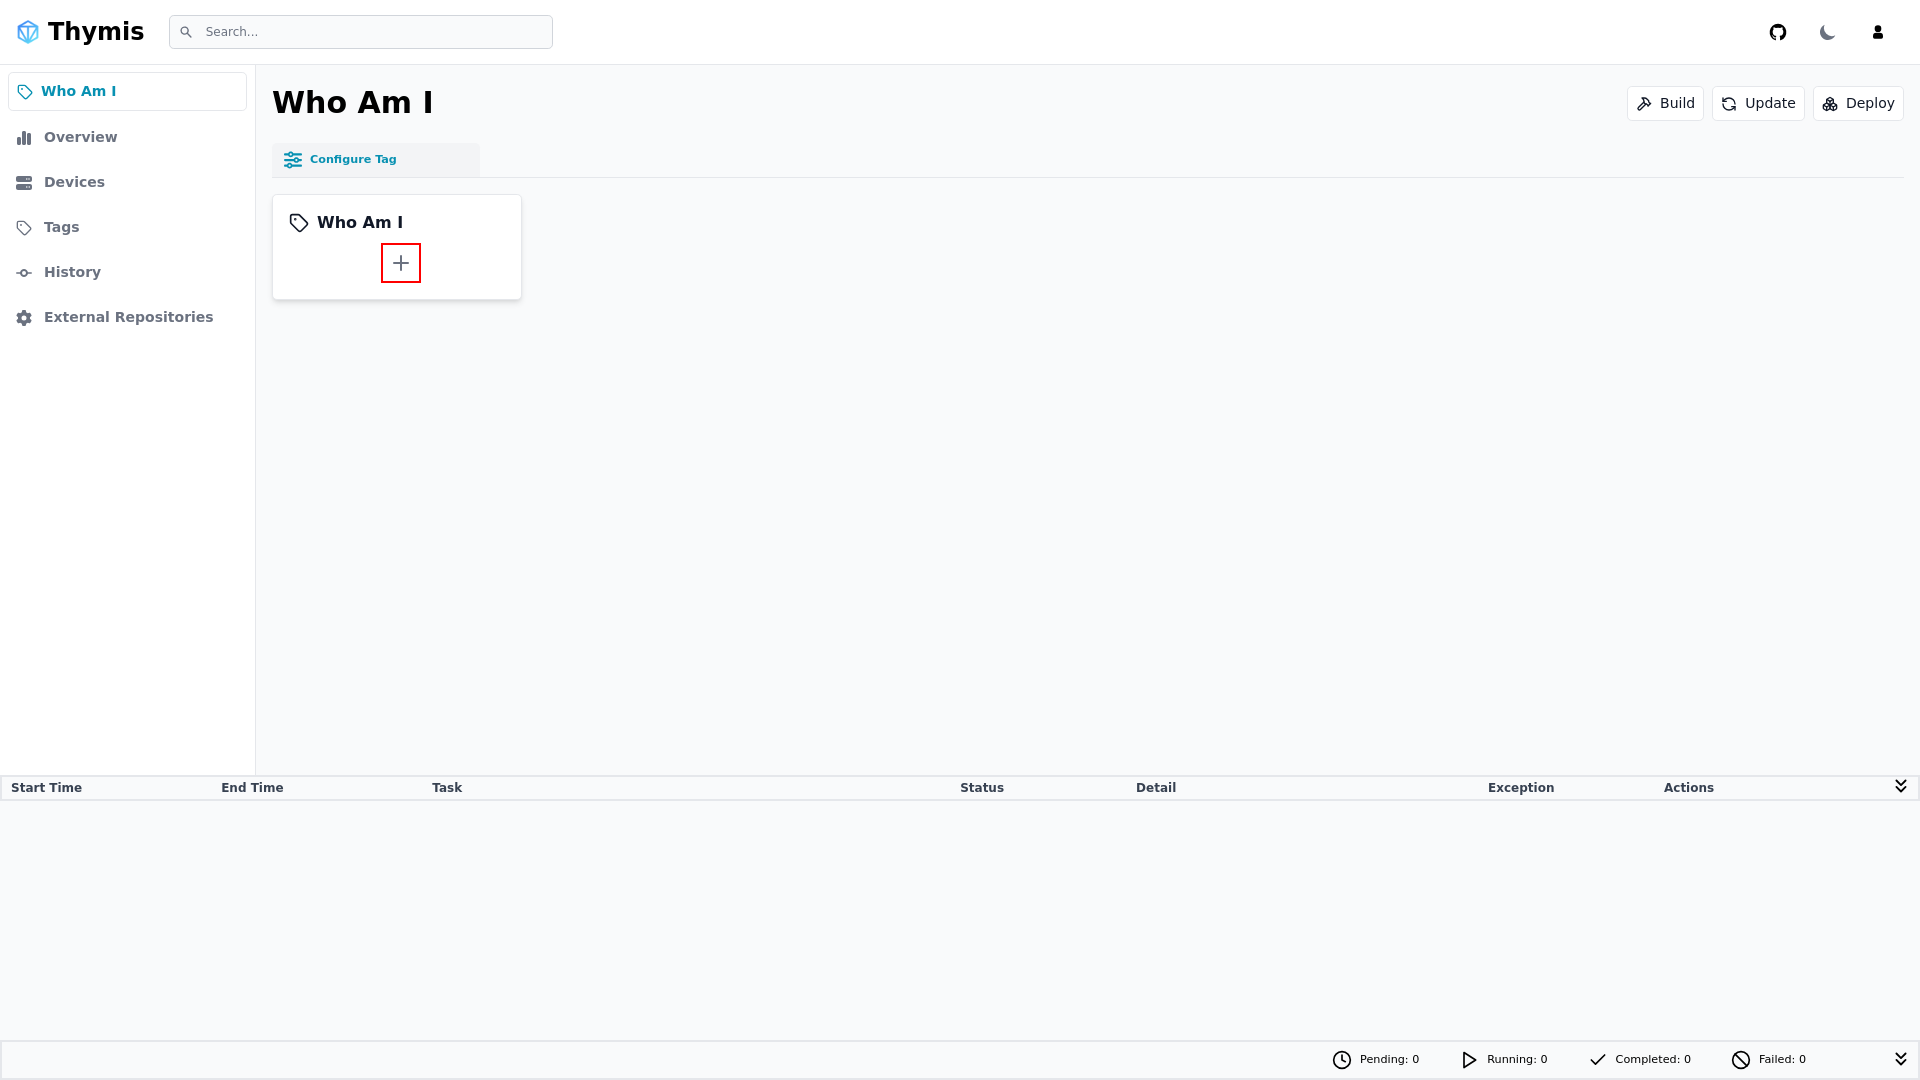 Thymis
Search...
Who Am I
Overview
Devices
Tags
History
External Repositories
Who Am I
Build
Update
Deploy
Configure Tag
Who Am I
Start Time End Time Task Status Detail Exception Actions
Pending: 0 Running: 0 Completed: 0 Failed: 0